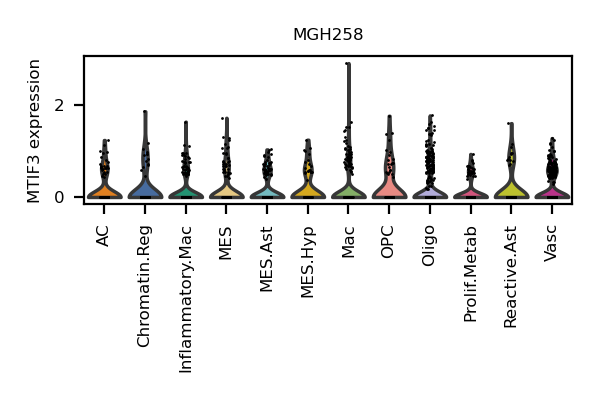 MGH258
MTIF3 expression
2
0
AC
Chromatin.Reg
Inflammatory.Mac
MES
MES.Ast
MES.Hyp
Mac
OPC
Oligo
Prolif.Metab
Reactive.Ast
Vasc